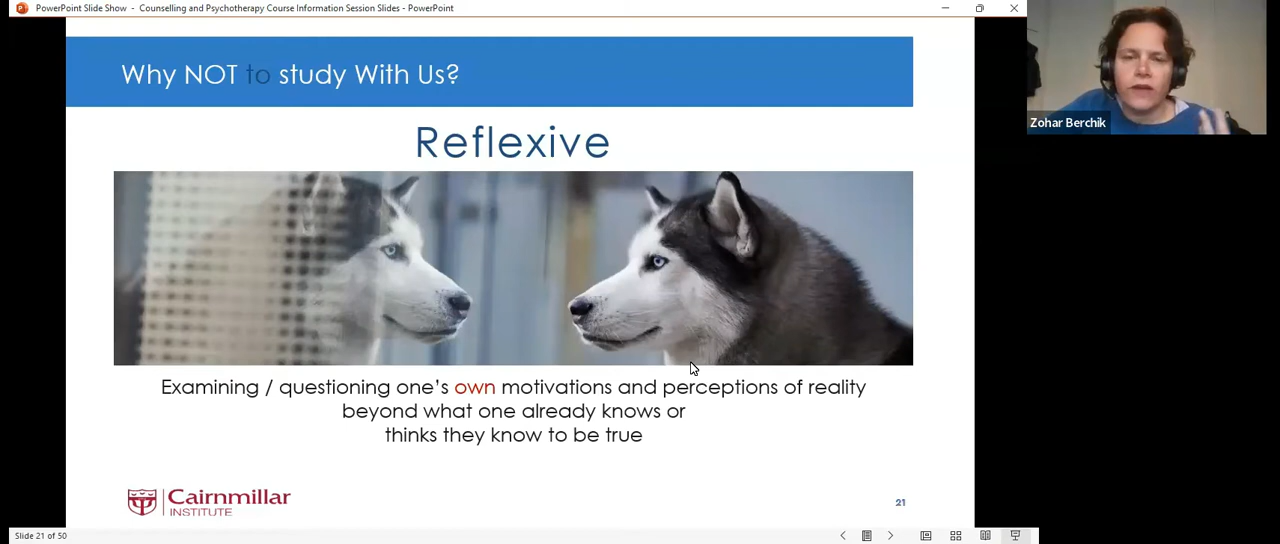 PowerPoint Slide Show - Counselling and Psychotherapy Course Information Session Slides - PowerPoint
Why NOT to study With Us?
Zohar Berchik
Reflexive
Examining / questioning one's own motivations and perceptions of reality
beyond what one already knows or
thinks they know to be true
Cairnmillar
INSTITUTE
21
Slide 21 of 50